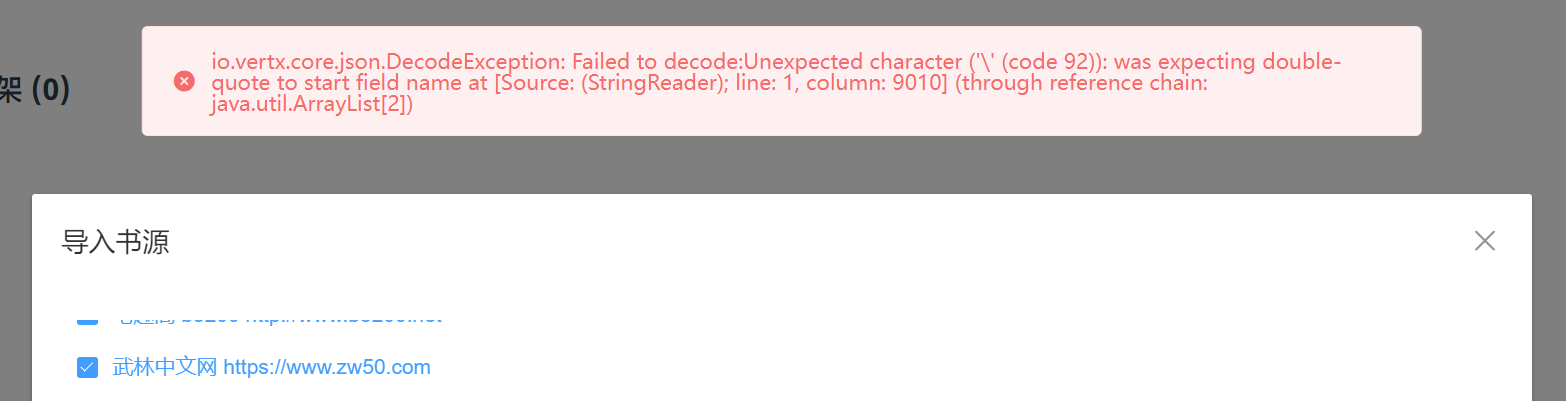 io.vertx.core.json.DecodeException: Failed to decode:Unexpected character ('\' (code 92)): was expecting double-
quote to start field name at [Source: (StringReader); line: 1, column: 9010] (through reference chain:
java.util.ArrayList[2])
架 (0)
导入书源
武林中文网 https://www.zw50.com